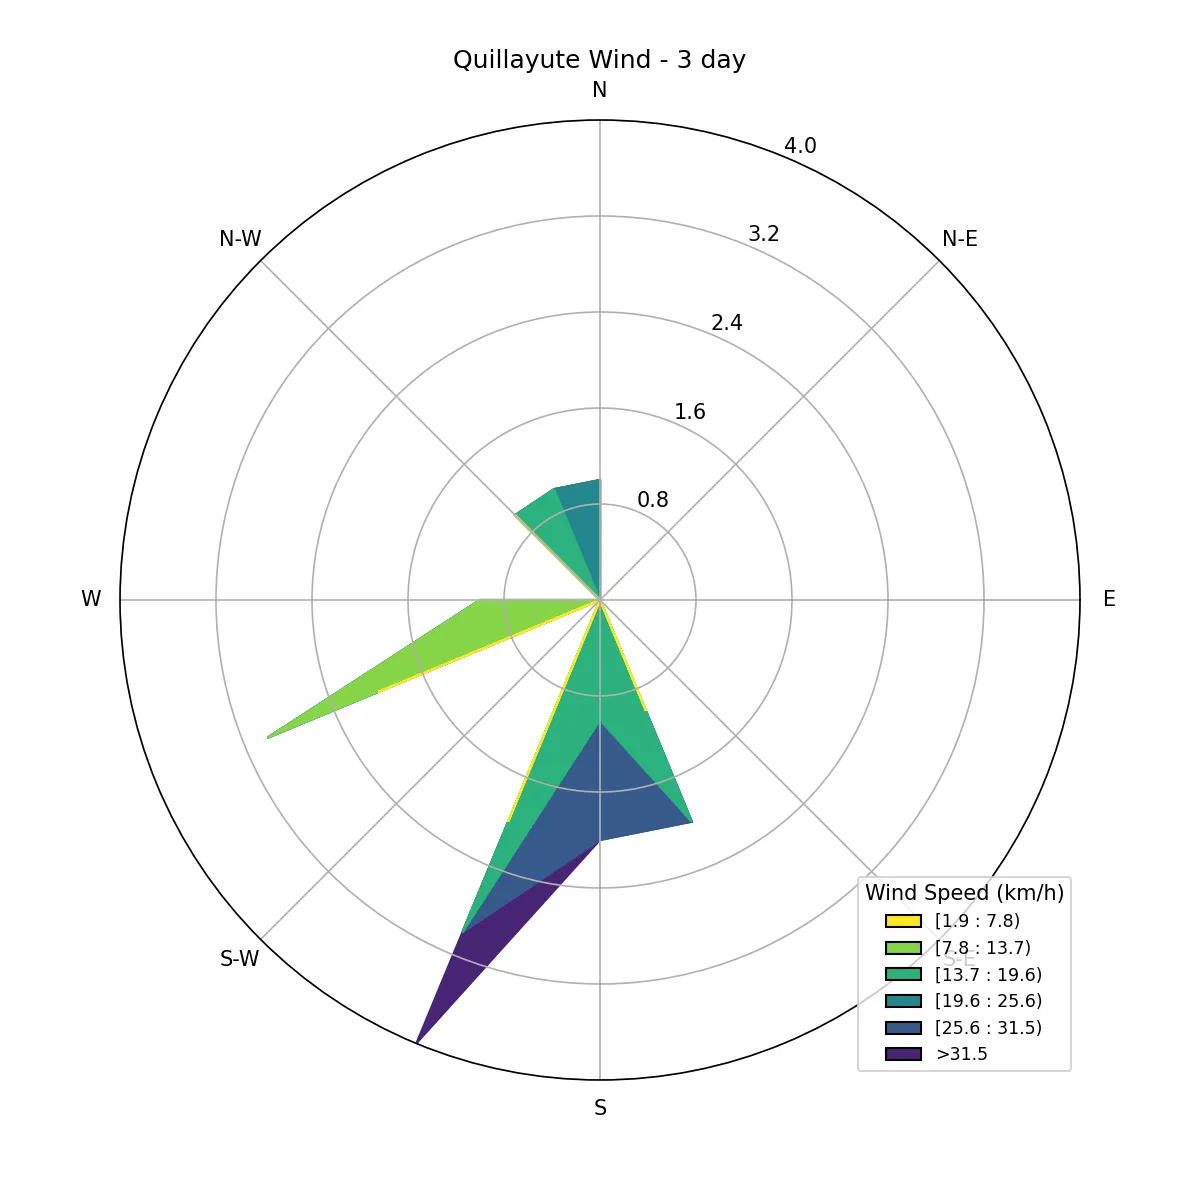 Quillayute Wind - 3 day
N
4.0
N-W
N-E
3.2
2.4
1.6
0.8
W
E
S-W
S-E
S
Wind Speed (km/h)
[1.9 : 7.8)
[7.8 : 13.7)
[13.7 : 19.6)
[19.6 : 25.6)
[25.6 : 31.5)
>31.5